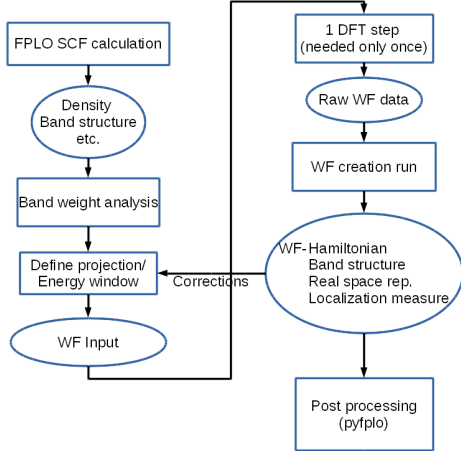 FPLO SCF calculation
Density
Band structure
etc.
Band weight analysis
Define projection/
Energy window
WF Input
1 DFT step
(needed only once)
Raw WF data
WF creation run
WF-Hamiltonian
Band structure
Real space rep.
Localization measure
Corrections
Post processing
(pyfplo)